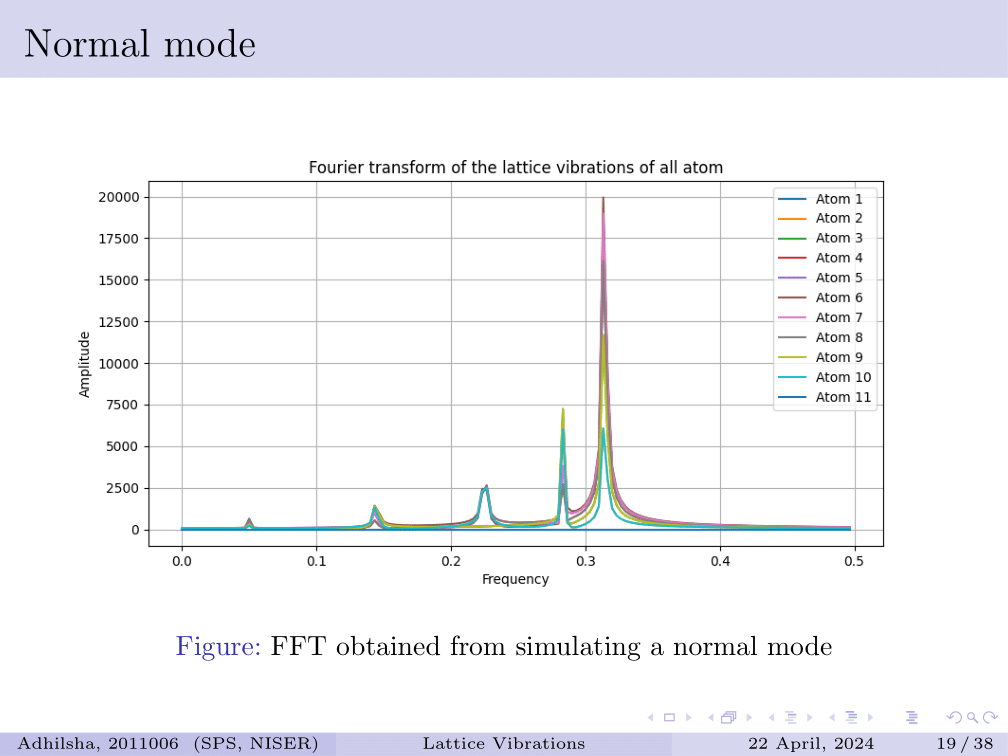 Normal mode
Fourier transform of the lattice vibrations of all atom
20000
17500
15000
12500
10000
7500
5000
2500
0
Amplitude
0.0 0.1 0.2 0.3 0.4 0.5
Frequency
Atom 1
Atom 2
Atom 3
Atom 4
Atom 5
Atom 6
Atom 7
Atom 8
Atom 9
Atom 10
Atom 11
Figure: FFT obtained from simulating a normal mode
Adhilsha, 2011006 (SPS, NISER) Lattice Vibrations 22 April, 2024 19 / 38